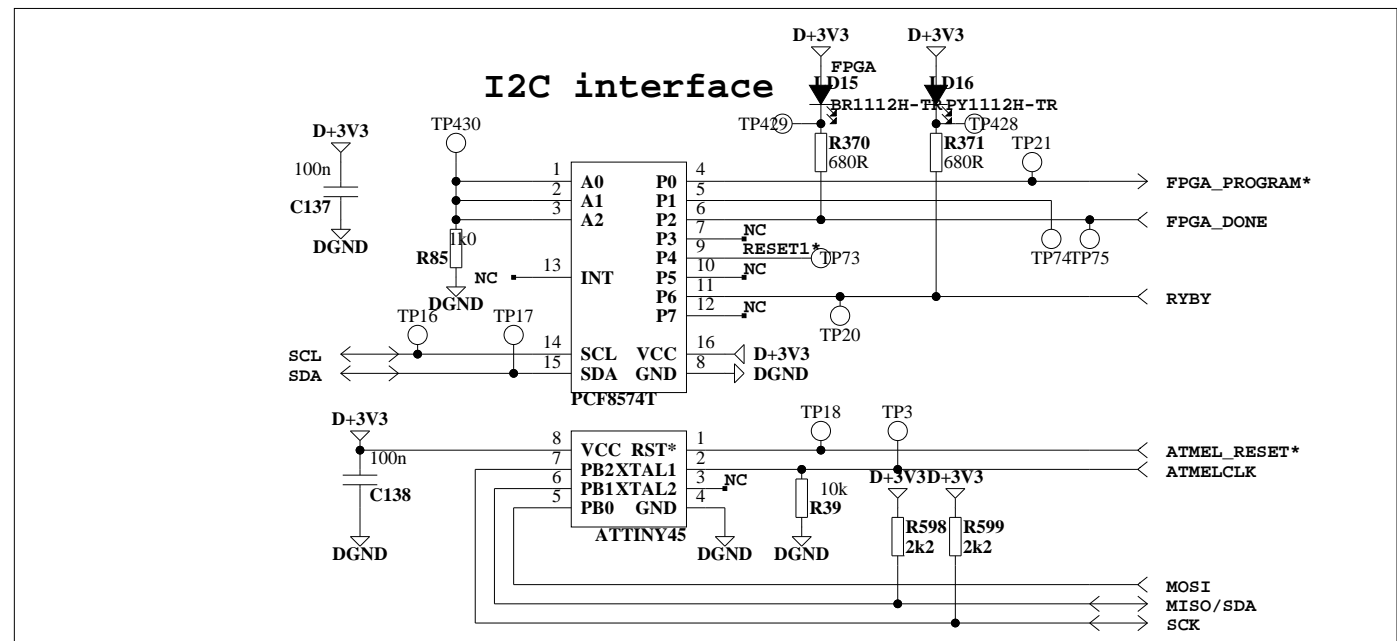 D+3V3 D+3V3
FPGA
I2C interface
LD15 LD16
BR1112H-TR PY1112H-TR
TP430 TP429 TP428
D+3V3
R370 R371 TP21
680R 680R
100n
C137
DGND
1 A0 P0 4 FPGA_PROGRAM*
2 A1 P1 5
3 A2 P2 6 FPGA_DONE
P3 7 NC
1k0
R85
P4 9 RESET1* TP73 TP74 TP75
NC 13 INT P5 10 NC
DGND
P6 11 RYBY
P7 12 NC
TP16 TP17 TP20
SCL 14 SCL VCC 16 D+3V3
SDA 15 SDA GND 8 DGND
PCF8574T
D+3V3 TP18 TP3
8 VCC RST* 1 ATMEL_RESET*
100n
7 PB2 XTAL1 2 ATMELCLK
D+3V3 D+3V3
6 PB1 XTAL2 3 NC
C138
10k
5 PB0 GND 4
R39
ATTINY45
R598 R599
2k2 2k2
DGND DGND DGND
MOSI
MISO/SDA
SCK